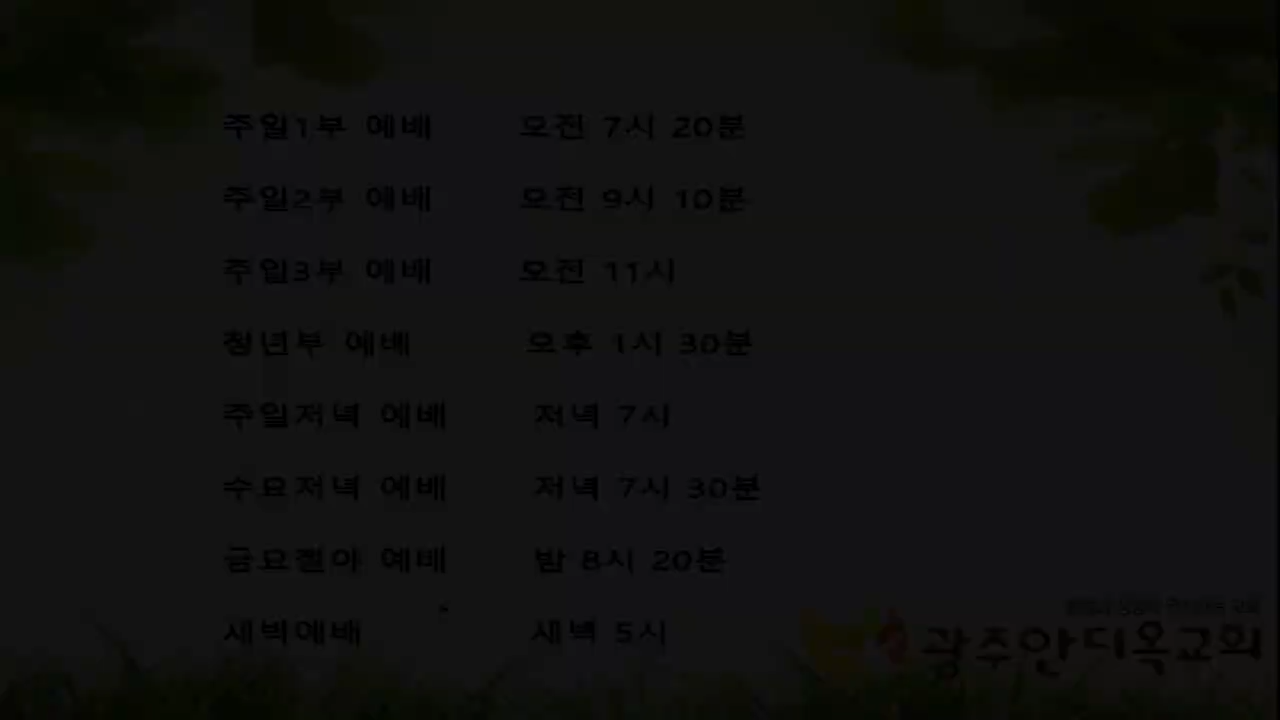 주일1부 예배 오전 7시 20분
주일2부 예배 오전 9시 10분
주일3부 예배 오전 11시
청년부 예배 오후 1시 30분
주일저녁 예배 저녁 7시
수요저녁 예배 저녁 7시 30분
금요철야 예배 밤 8시 20분
새벽예배 새벽 5시
광주안디옥교회